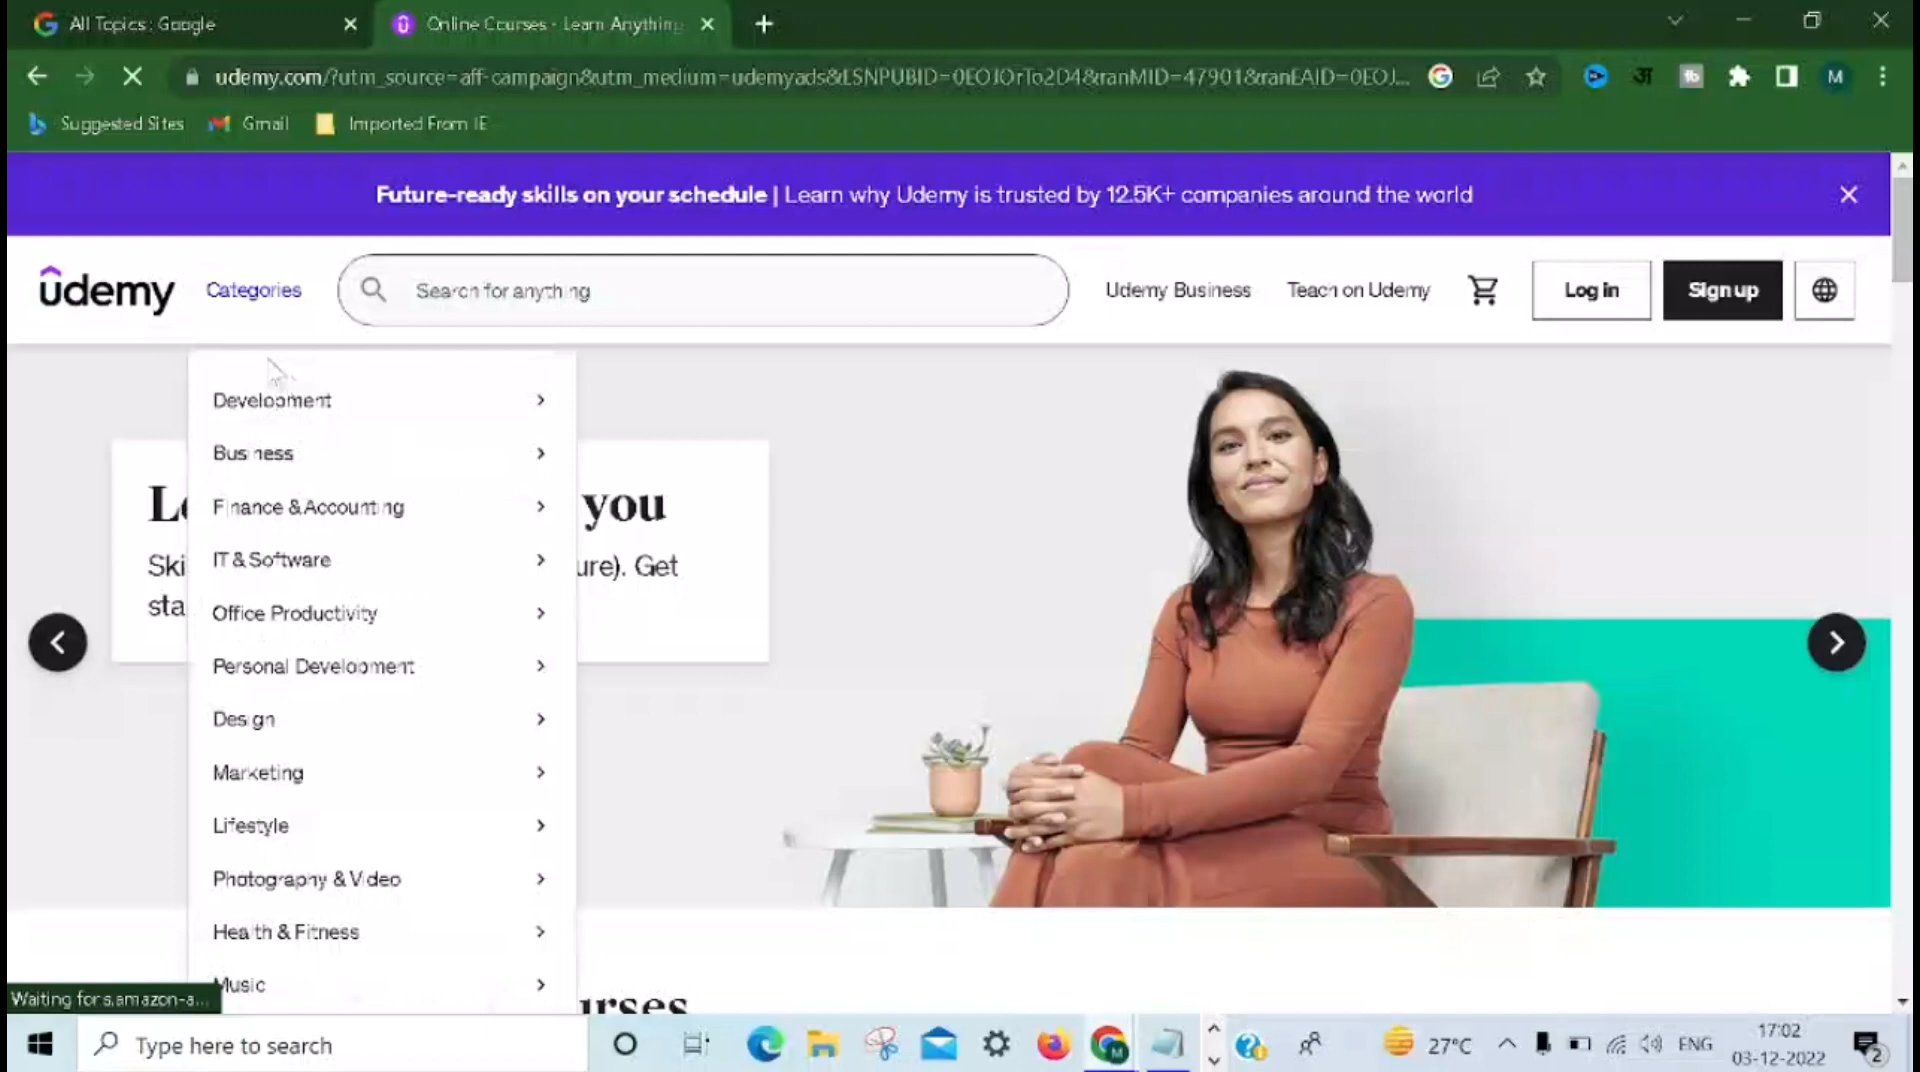 All Topics : Google
Online Courses - Learn Anything
udemy.com/?utm_source=aff-campaign&utm_medium=udemyads&LSNPUBID=0EOJOrTo2D4&ranMID=47901&ranEAID=0EOJ...
M
Suggested Sites
Gmail
Imported From IE
Future-ready skills on your schedule | Learn why Udemy is trusted by 12.5K+ companies around the world
udemy
Categories
Search for anything
Udemy Business
Teach on Udemy
Log in
Sign up
Development
Business
Finance & Accounting
IT & Software
Office Productivity
Personal Development
Design
Marketing
Lifestyle
Photography & Video
Health & Fitness
Music
you
Ski
ure). Get
sta
urses
Waiting for s.amazon-a...
Type here to search
27°C
ENG
17:02
03-12-2022
2